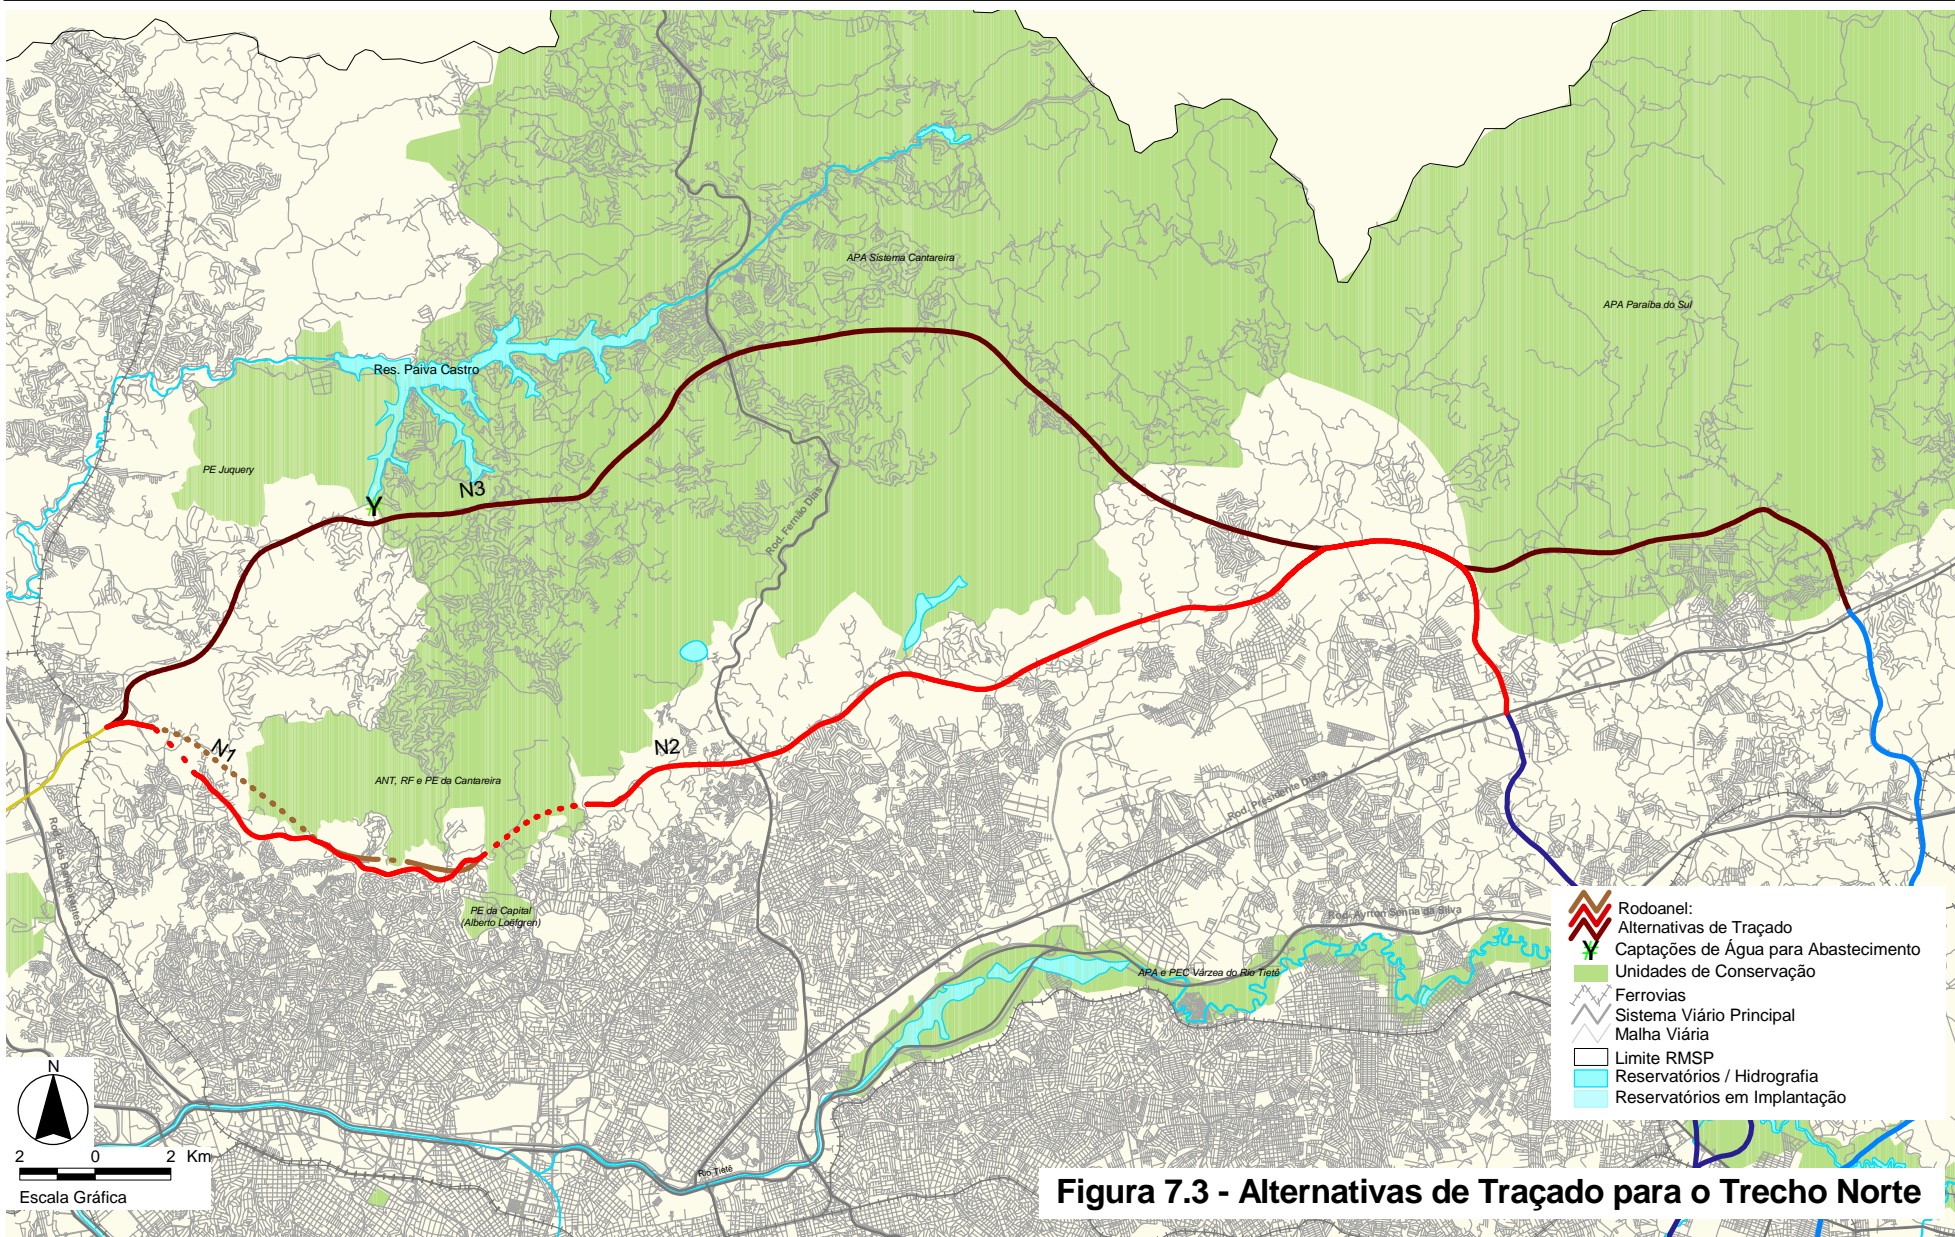 APA Sistema Cantareira
APA Paraíba do Sul
Res. Paiva Castro
PE Juquery
N3
Rod. Fernão Dias
N1
N2
ANT, RF e PE da Cantareira
Rod. Presidente Dutra
Rod. dos Bandeirantes
PE da Capital
(Alberto Loefgren)
Rod. Ayrton Senna da Silva
APA e PEC Várzea do Rio Tietê
Rio Tietê
Rodoanel:
Alternativas de Traçado
Captações de Água para Abastecimento
Unidades de Conservação
Ferrovias
Sistema Viário Principal
Malha Viária
Limite RMSP
Reservatórios / Hidrografia
Reservatórios em Implantação
N
2 0 2 Km
Escala Gráfica
Figura 7.3 - Alternativas de Traçado para o Trecho Norte